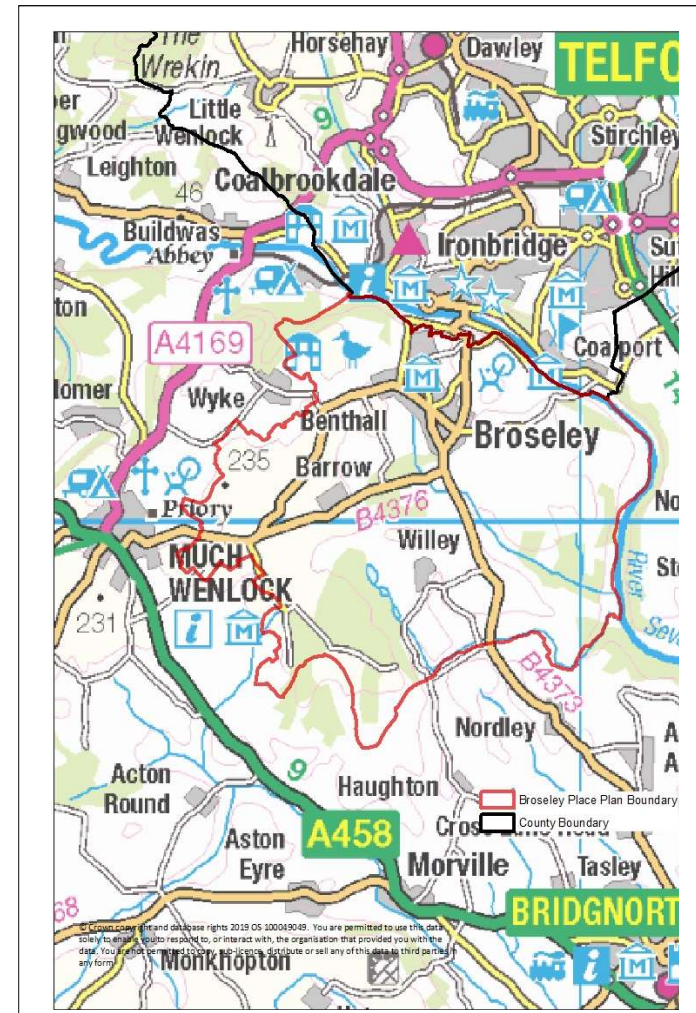 The
Wrekin
Horsehay
Dawley
TELFO
9
Little
Wenlock
gwood
Stirchley
Leighton
46
Coalbrookdale
Buildwas
Abbey
Ironbridge
ton
A4169
Coalport
Wyke
Benthall
Broseley
235
Barrow
Priory
B4376
MUCH
WENLOCK
Willey
River
231
B4373
Nordley
9
Acton
Round
Haughton
Broseley Place Plan Boundary
County Boundary
Aston
Eyre
A458
Morville
Tasley
BRIDGNORT
68
© Crown copyright and database rights 2019 OS 100049049. You are permitted to use this data
solely to enable you to respond to, or interact with, the organisation that provided you with the
data. You are not permitted to copy, sub-licence, distribute or sell any of this data to third parties in
any form.
Monkhopton